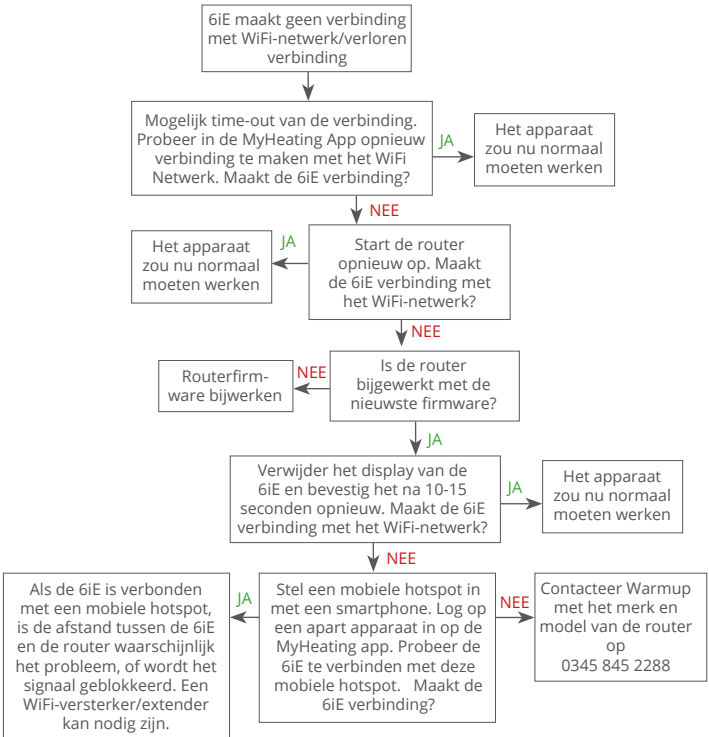 6iE maakt geen verbinding
met WiFi-netwerk/verloren
verbinding
Mogelijk time-out van de verbinding.
Probeer in de MyHeating App opnieuw
verbinding te maken met het WiFi
Netwerk. Maakt de 6iE verbinding?
JA
Het apparaat
zou nu normaal
moeten werken
NEE
Start de router
opnieuw op. Maakt
de 6iE verbinding met
het WiFi-netwerk?
JA
Het apparaat
zou nu normaal
moeten werken
NEE
Is de router
bijgewerkt met de
nieuwste firmware?
NEE
Routerfirm-
ware bijwerken
JA
Verwijder het display van de
6iE en bevestig het na 10-15
seconden opnieuw. Maakt de 6iE
verbinding met het WiFi-netwerk?
JA
Het apparaat
zou nu normaal
moeten werken
NEE
Stel een mobiele hotspot in
met een smartphone. Log op
een apart apparaat in op de
MyHeating app. Probeer de
6iE te verbinden met deze
mobiele hotspot. Maakt de
6iE verbinding?
JA
Als de 6iE is verbonden
met een mobiele hotspot,
is de afstand tussen de 6iE
en de router waarschijnlijk
het probleem, of wordt het
signaal geblokkeerd. Een
WiFi-versterker/extender
kan nodig zijn.
NEE
Contacteer Warmup
met het merk en
model van de router
op
0345 845 2288